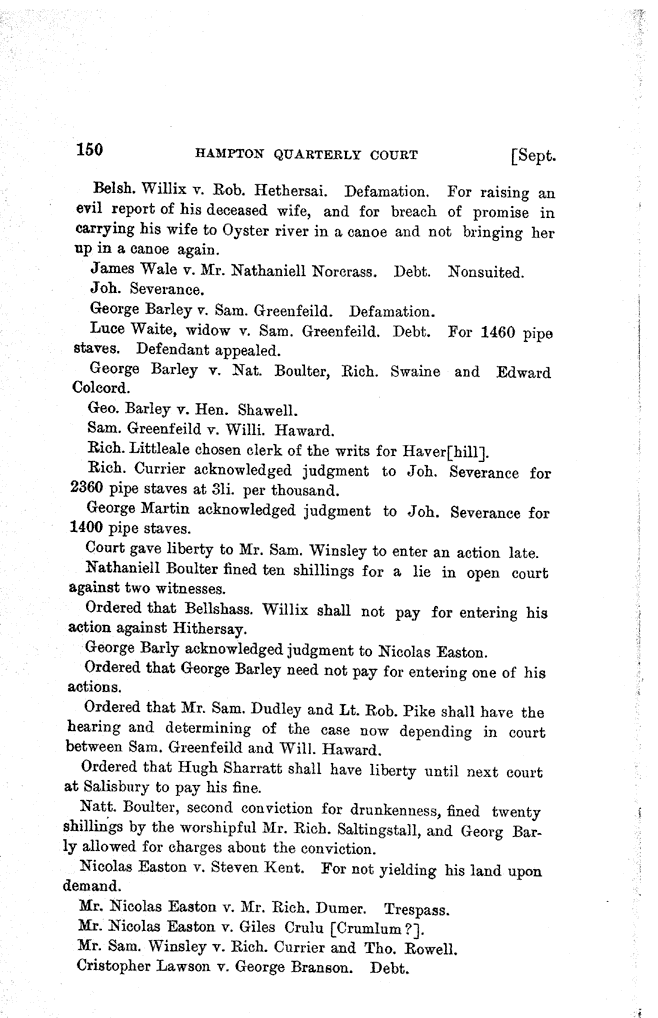 150 HAMPTON QUARTERLY COURT [Sept.
Belsh. Willix v. Rob. Hethersai. Defamation. For raising an
evil report of his deceased wife, and for breach of promise in
carrying his wife to Oyster river in a canoe and not bringing her
up in a canoe again.
James Wale v. Mr. Nathaniell Norcrass. Debt. Nonsuited.
Joh. Severance.
George Barley v. Sam. Greenfeild. Defamation.
Luce Waite, widow v. Sam. Greenfeild. Debt. For 1460 pipe
staves. Defendant appealed.
George Barley v. Nat. Boulter, Rich. Swaine and Edward
Colcord.
Geo. Barley v. Hen. Shawell.
Sam. Greenfeild v. Willi. Haward.
Rich. Littleale chosen clerk of the writs for Haver[hill].
Rich. Currier acknowledged judgment to Joh. Severance for
2360 pipe staves at 3li. per thousand.
George Martin acknowledged judgment to Joh. Severance for
1400 pipe staves.
Court gave liberty to Mr. Sam. Winsley to enter an action late.
Nathaniell Boulter fined ten shillings for a lie in open court
against two witnesses.
Ordered that Bellshass. Willix shall not pay for entering his
action against Hithersay.
George Barly acknowledged judgment to Nicolas Easton.
Ordered that George Barley need not pay for entering one of his
actions.
Ordered that Mr. Sam. Dudley and Lt. Rob. Pike shall have the
hearing and determining of the case now depending in court
between Sam. Greenfeild and Will. Haward.
Ordered that Hugh Sharratt shall have liberty until next court
at Salisbury to pay his fine.
Natt. Boulter, second conviction for drunkenness, fined twenty
shillings by the worshipful Mr. Rich. Saltingstall, and Georg Bar-
ly allowed for charges about the conviction.
Nicolas Easton v. Steven Kent. For not yielding his land upon
demand.
Mr. Nicolas Easton v. Mr. Rich. Dumer. Trespass.
Mr. Nicolas Easton v. Giles Crulu [Crumlum ?].
Mr. Sam. Winsley v. Rich. Currier and Tho. Rowell.
Cristopher Lawson v. George Branson. Debt.